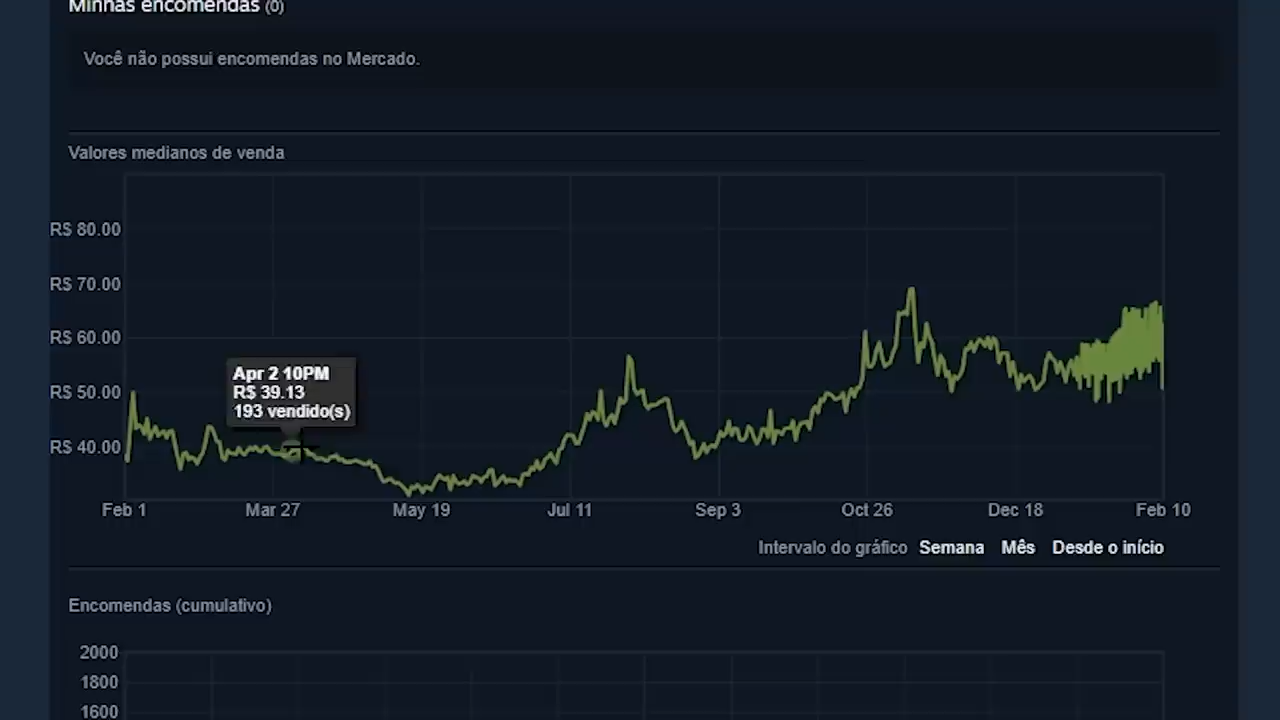 Minhas encomendas (0)
Você não possui encomendas no Mercado.
Valores medianos de venda
R$ 80.00
R$ 70.00
R$ 60.00
R$ 50.00
R$ 40.00
Apr 2 10PM
R$ 39.13
193 vendido(s)
Feb 1 Mar 27 May 19 Jul 11 Sep 3 Oct 26 Dec 18 Feb 10
Intervalo do gráfico Semana Mês Desde o início
Encomendas (cumulativo)
2000
1800
1600